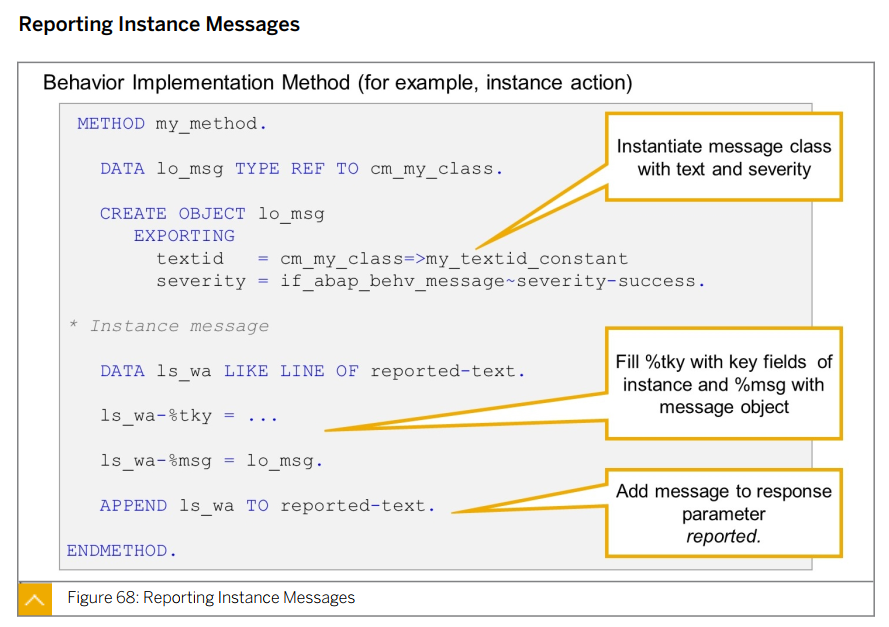 Reporting Instance Messages
Behavior Implementation Method (for example, instance action)
METHOD my_method.
DATA lo_msg TYPE REF TO cm_my_class.
CREATE OBJECT lo_msg
EXPORTING
textid = cm_my_class=>my_textid_constant
severity = if_abap_behv_message~severity-success.
Instantiate message class
with text and severity
* Instance message
DATA ls_wa LIKE LINE OF reported-text.
ls_wa-%tky = ...
ls_wa-%msg = lo_msg.
Fill %tky with key fields of
instance and %msg with
message object
APPEND ls_wa TO reported-text.
Add message to response
parameter
reported.
ENDMETHOD.
Figure 68: Reporting Instance Messages